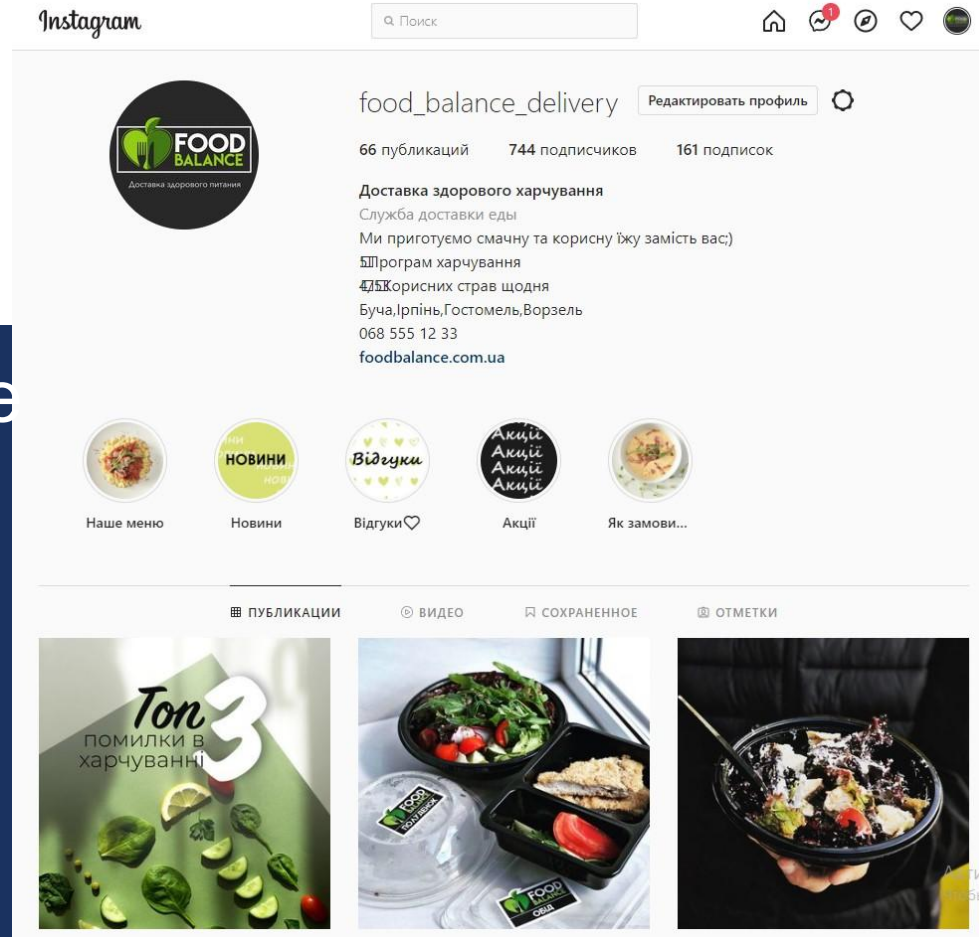 Instagram
Поиск
1
food_balance_delivery Редактировать профиль
66 публикаций 744 подписчиков 161 подписок
FOOD
BALANCE
Доставка здорового питания
Доставка здорового харчування
Служба доставки еды
Ми приготуємо смачну та корисну їжу замість вас;)
Програм харчування
Корисних страв щодня
Буча,Ірпінь,Гостомель,Ворзель
068 555 12 33
foodbalance.com.ua
е
НОВИНИ
Відгуки
Акції
Акції
Акції
Акції
Наше меню Новини Відгуки♡ Акції Як замови...
ПУБЛИКАЦИИ ВИДЕО СОХРАНЕННОЕ ОТМЕТКИ
Топ 3
помилки в
харчуванні
FOOD
BALANCE
ПОЛУДЕНОК
FOOD
BALANCE
ОБІД